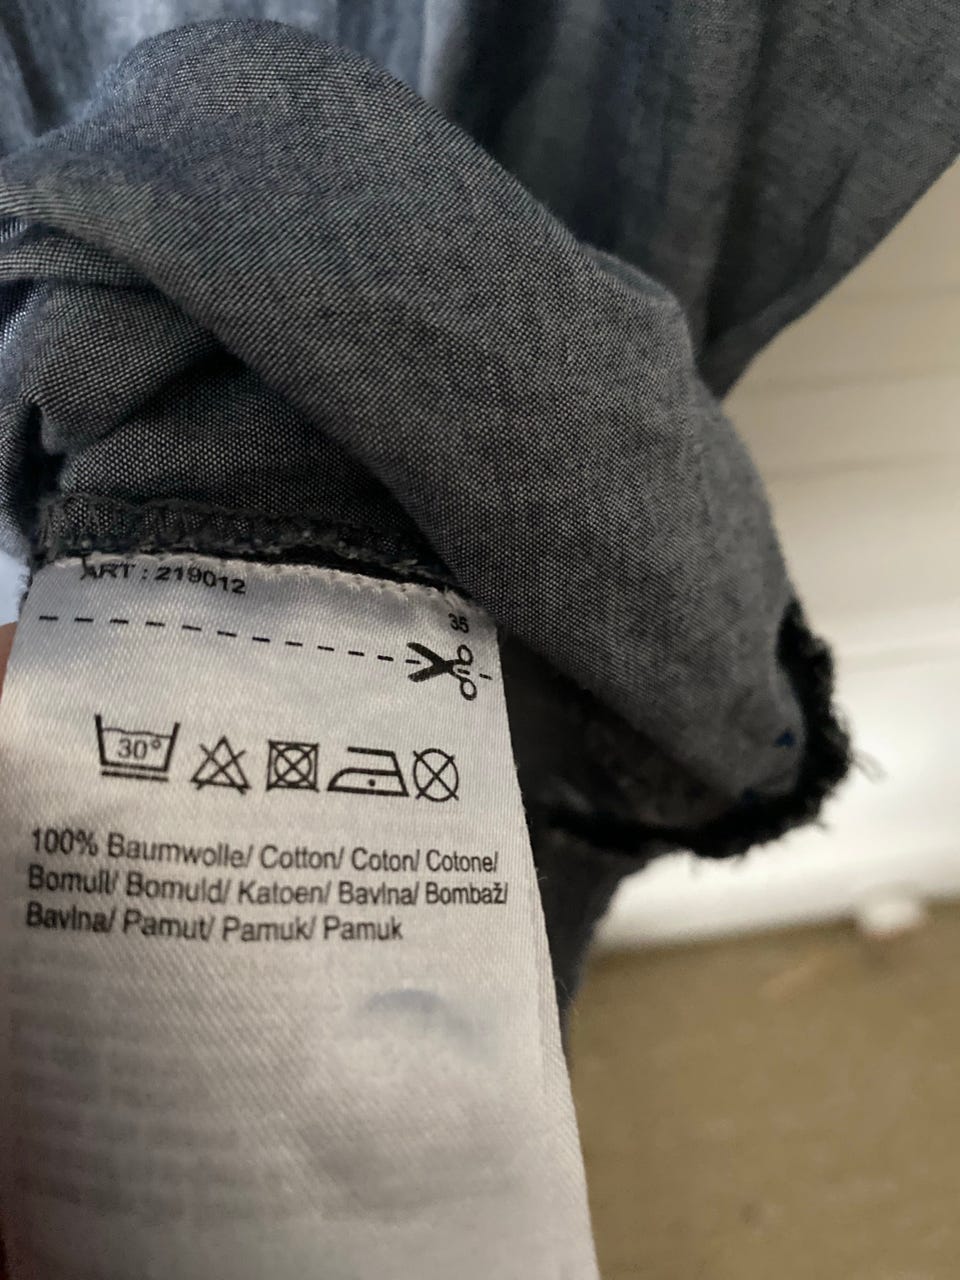 ART : 219012
35
30°
100% Baumwolle/ Cotton/ Coton/ Cotone/
Bomull/ Bomuld/ Katoen/ Bavlna/ Bombaž/
Bavlna/ Pamut/ Pamuk/ Pamuk